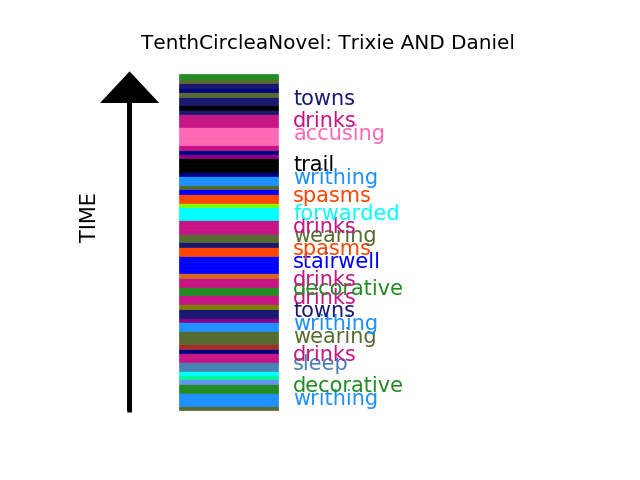 TenthCircleaNovel: Trixie AND Daniel
towns
drinks
accusing
trail
writhing
spasms
forwarded
drinks
wearing
spasms
stairwell
drinks
decorative
drinks
towns
writhing
wearing
drinks
sleep
decorative
writhing
TIME